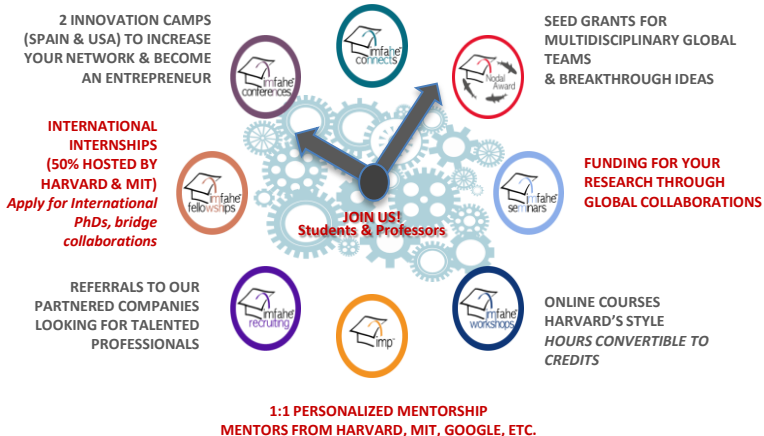 2 INNOVATION CAMPS
(SPAIN & USA) TO INCREASE
YOUR NETWORK & BECOME
AN ENTREPRENEUR
imfahe
conferences
imfahe
connects
Nodal
Award
SEED GRANTS FOR
MULTIDISCIPLINARY GLOBAL
TEAMS
& BREAKTHROUGH IDEAS
INTERNATIONAL
INTERNSHIPS
(50% HOSTED BY
HARVARD & MIT)
Apply for International
PhDs, bridge
collaborations
imfahe
fellowships
JOIN US!
Students & Professors
imfahe
seminars
FUNDING FOR YOUR
RESEARCH THROUGH
GLOBAL COLLABORATIONS
REFERRALS TO OUR
PARTNERED COMPANIES
LOOKING FOR TALENTED
PROFESSIONALS
imfahe
recruiting
imp
imfahe
workshops
ONLINE COURSES
HARVARD'S STYLE
HOURS CONVERTIBLE TO
CREDITS
1:1 PERSONALIZED MENTORSHIP
MENTORS FROM HARVARD, MIT, GOOGLE, ETC.